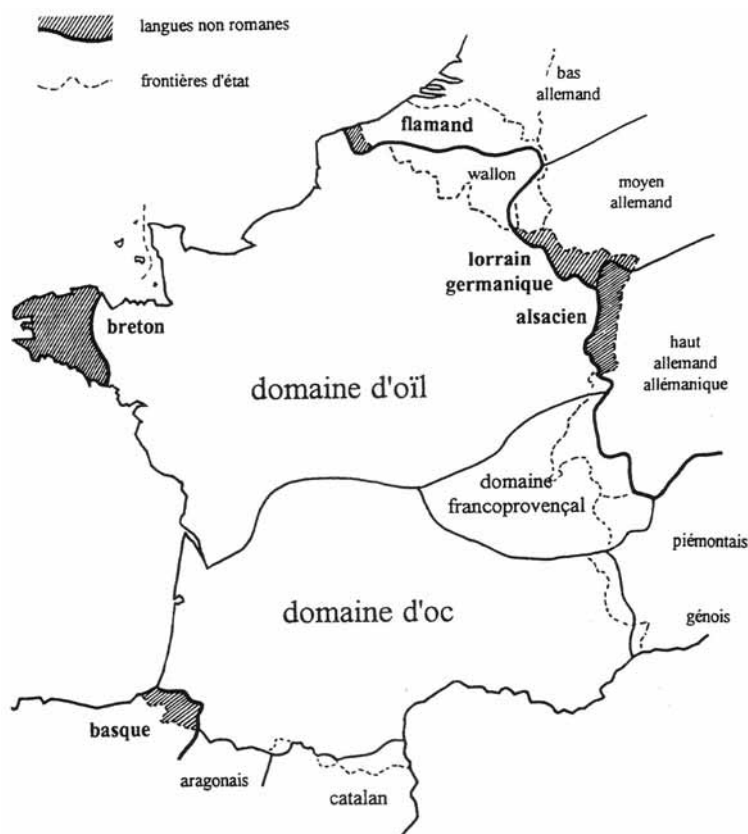 langues non romanes
frontières d'état
bas
allemand
flamand
wallon
moyen
allemand
lorrain
germanique
alsacien
breton
haut
allemand
allémanique
domaine d'oïl
domaine
francoprovençal
piémontais
domaine d'oc
génois
basque
aragonais
catalan